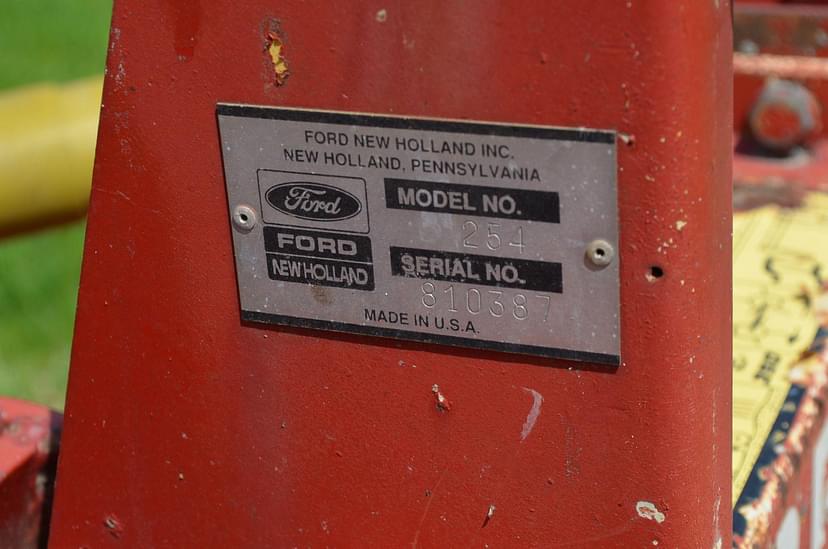 FORD NEW HOLLAND INC.
NEW HOLLAND, PENNSYLVANIA
Ford
FORD
NEW HOLLAND
MODEL NO.
254
SERIAL NO.
810387
MADE IN U.S.A.